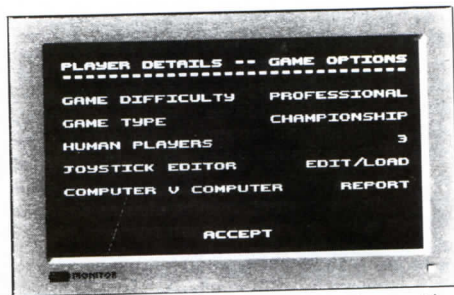 PLAYER DETAILS -- GAME OPTIONS
GAME DIFFICULTY PROFESSIONAL
GAME TYPE CHAMPIONSHIP
HUMAN PLAYERS 3
JOYSTICK EDITOR EDIT/LOAD
COMPUTER V COMPUTER REPORT
ACCEPT
MONITOR